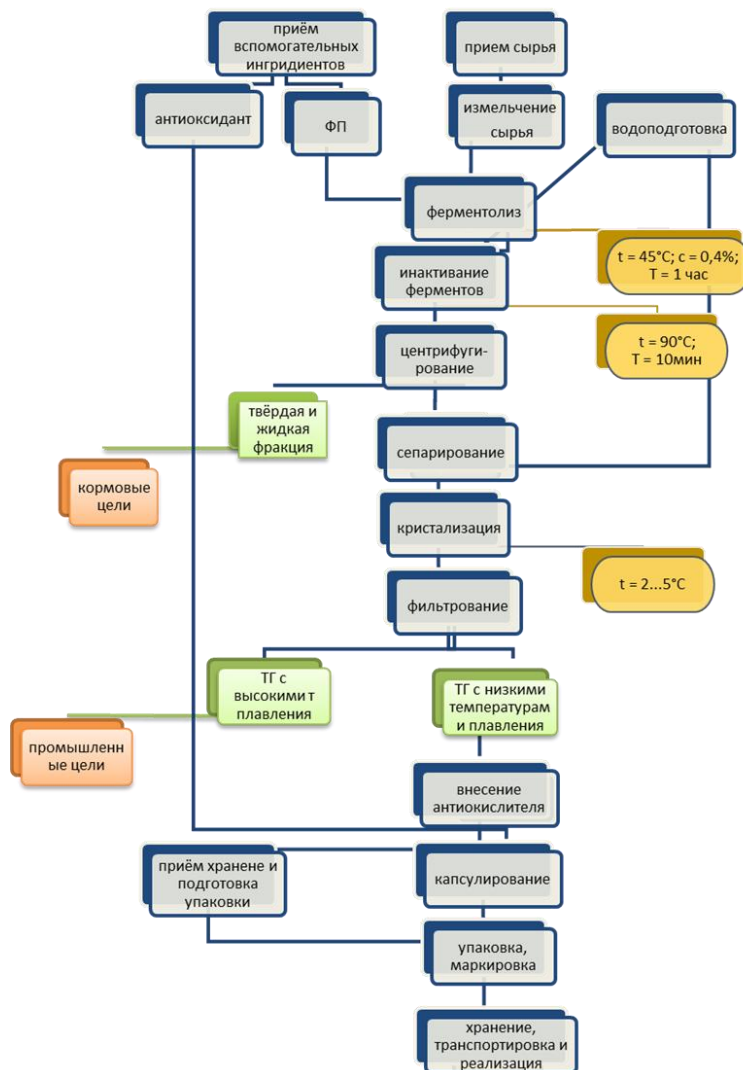 приём
вспомогательных
ингридиентов
прием сырья
антиоксидант
ФП
измельчение
сырья
водоподготовка
ферментолиз
t = 45°C; c = 0,4%;
T = 1 час
инактивание
ферментов
t = 90°C;
T = 10мин
центрифуги-
рование
твёрдая и
жидкая
фракция
сепарирование
кормовые
цели
кристализация
t = 2...5°C
фильтрование
ТГ с
высокими т
плавления
ТГ с низкими
температурам
и плавления
промышленн
ые цели
внесение
антиокислителя
приём хранене и
подготовка
упаковки
капсулирование
упаковка,
маркировка
хранение,
транспортировка и
реализация